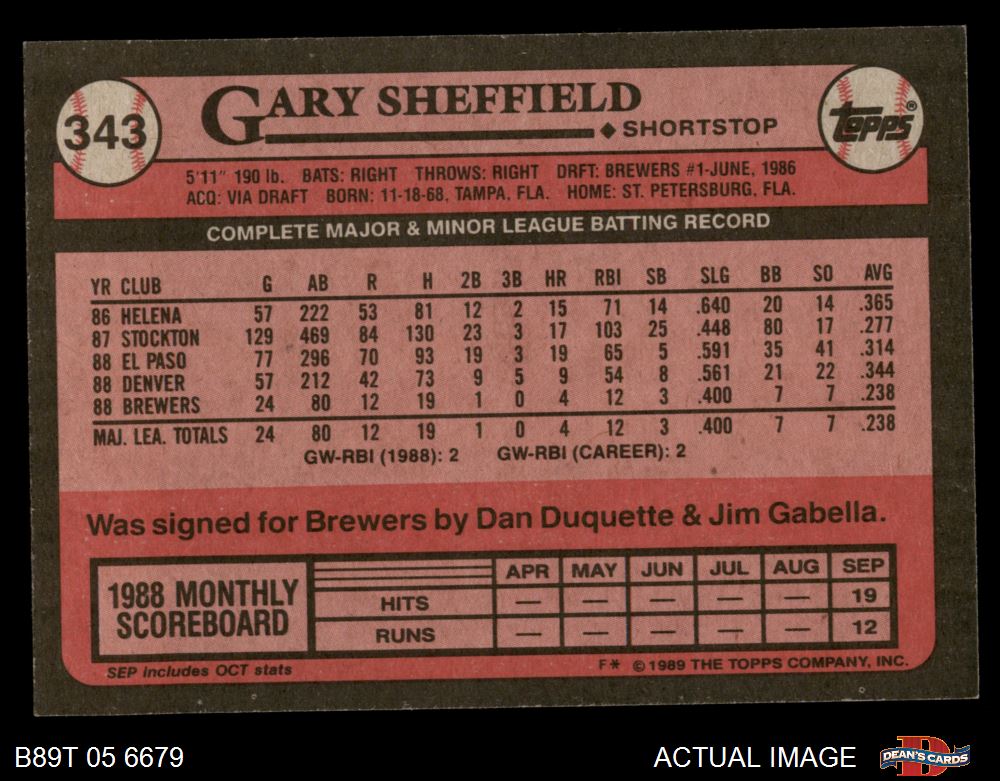 343
GARY SHEFFIELD
◆ SHORTSTOP
Topps®
5'11" 190 lb. BATS: RIGHT THROWS: RIGHT DRFT: BREWERS #1-JUNE, 1986
ACQ: VIA DRAFT BORN: 11-18-68, TAMPA, FLA. HOME: ST. PETERSBURG, FLA.
COMPLETE MAJOR & MINOR LEAGUE BATTING RECORD
YR CLUB G AB R H 2B 3B HR RBI SB SLG BB SO AVG
86 HELENA 57 222 53 81 12 2 15 71 14 .640 20 14 .365
87 STOCKTON 129 469 84 130 23 3 17 103 25 .448 80 17 .277
88 EL PASO 77 296 70 93 19 3 19 65 5 .591 35 41 .314
88 DENVER 57 212 42 73 9 5 9 54 8 .561 21 22 .344
88 BREWERS 24 80 12 19 1 0 4 12 3 .400 7 7 .238
MAJ. LEA. TOTALS 24 80 12 19 1 0 4 12 3 .400 7 7 .238
GW-RBI (1988): 2 GW-RBI (CAREER): 2
Was signed for Brewers by Dan Duquette & Jim Gabella.
1988 MONTHLY
SCOREBOARD
APR MAY JUN JUL AUG SEP
HITS — — — — — 19
RUNS — — — — — 12
SEP includes OCT stats
F* ©1989 THE TOPPS COMPANY, INC.
B89T 05 6679
ACTUAL IMAGE
DEAN'S CARDS